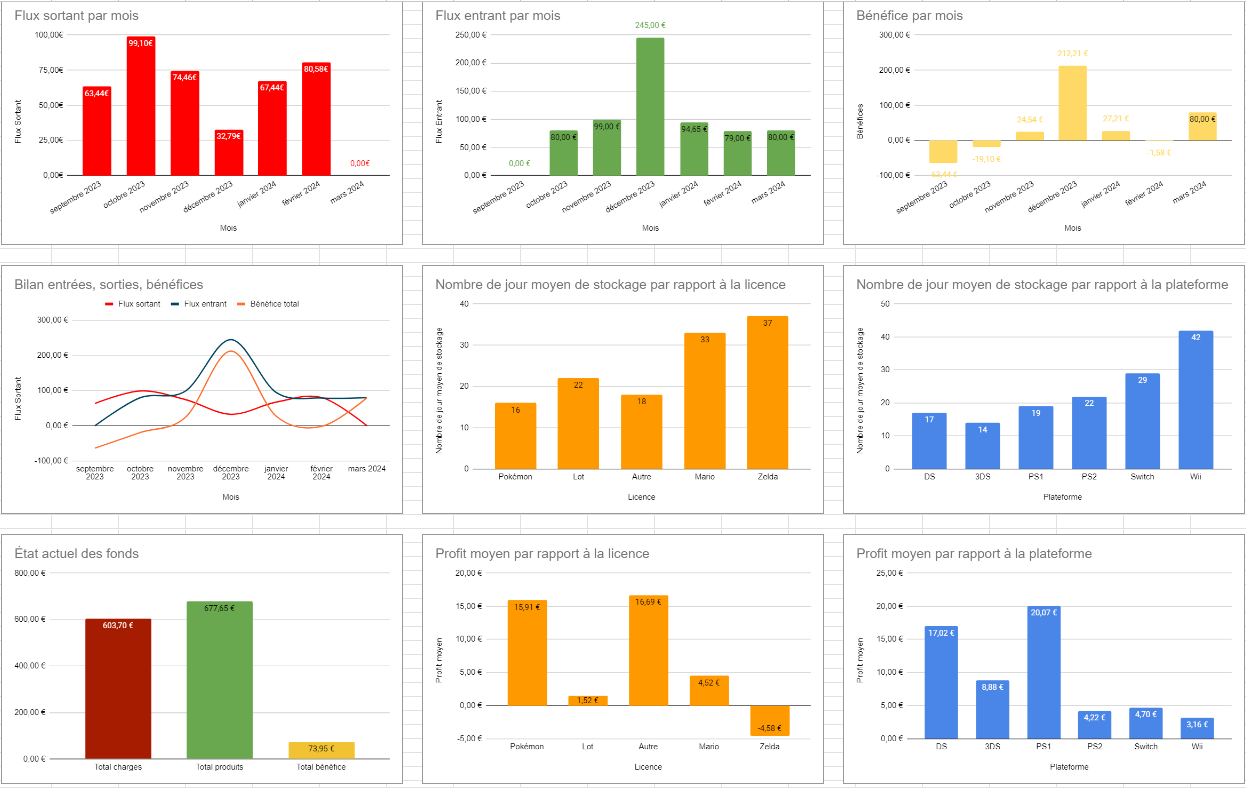 Flux sortant par mois
100,00€
75,00€
50,00€
25,00€
0,00€
Flux Sortant
63,44€
99,10€
74,46€
32,79€
67,44€
80,58€
0,00€
septembre 2023
octobre 2023
novembre 2023
décembre 2023
janvier 2024
février 2024
mars 2024
Mois
Flux entrant par mois
250,00 €
200,00 €
150,00 €
100,00 €
50,00 €
0,00 €
Flux Entrant
0,00 €
80,00 €
99,00 €
245,00 €
94,65 €
79,00 €
80,00 €
septembre 2023
octobre 2023
novembre 2023
décembre 2023
janvier 2024
février 2024
mars 2024
Mois
Bénéfice par mois
300,00 €
200,00 €
100,00 €
0,00 €
-100,00 €
Bénéfices
-63,44 €
-19,10 €
24,54 €
212,21 €
27,21 €
-1,58 €
80,00 €
septembre 2023
octobre 2023
novembre 2023
décembre 2023
janvier 2024
février 2024
mars 2024
Mois
Bilan entrées, sorties, bénéfices
Flux sortant Flux entrant Bénéfice total
300,00 €
200,00 €
100,00 €
0,00 €
-100,00 €
Flux Sortant
septembre 2023
octobre 2023
novembre 2023
décembre 2023
janvier 2024
février 2024
mars 2024
Mois
Nombre de jour moyen de stockage par rapport à la licence
40
30
20
10
0
Nombre de jour moyen de stockage
16
22
18
33
37
Pokémon
Lot
Autre
Mario
Zelda
Licence
Nombre de jour moyen de stockage par rapport à la plateforme
50
40
30
20
10
0
Nombre de jour moyen de stockage
17
14
19
22
29
42
DS
3DS
PS1
PS2
Switch
Wii
Plateforme
État actuel des fonds
800,00 €
600,00 €
400,00 €
200,00 €
0,00 €
603,70 €
677,65 €
73,95 €
Total charges
Total produits
Total bénéfice
Profit moyen par rapport à la licence
20,00 €
15,00 €
10,00 €
5,00 €
0,00 €
-5,00 €
Profit moyen
15,91 €
1,52 €
16,69 €
4,52 €
-4,58 €
Pokémon
Lot
Autre
Mario
Zelda
Licence
Profit moyen par rapport à la plateforme
25,00 €
20,00 €
15,00 €
10,00 €
5,00 €
0,00 €
Profit moyen
17,02 €
8,88 €
20,07 €
4,22 €
4,70 €
3,16 €
DS
3DS
PS1
PS2
Switch
Wii
Plateforme